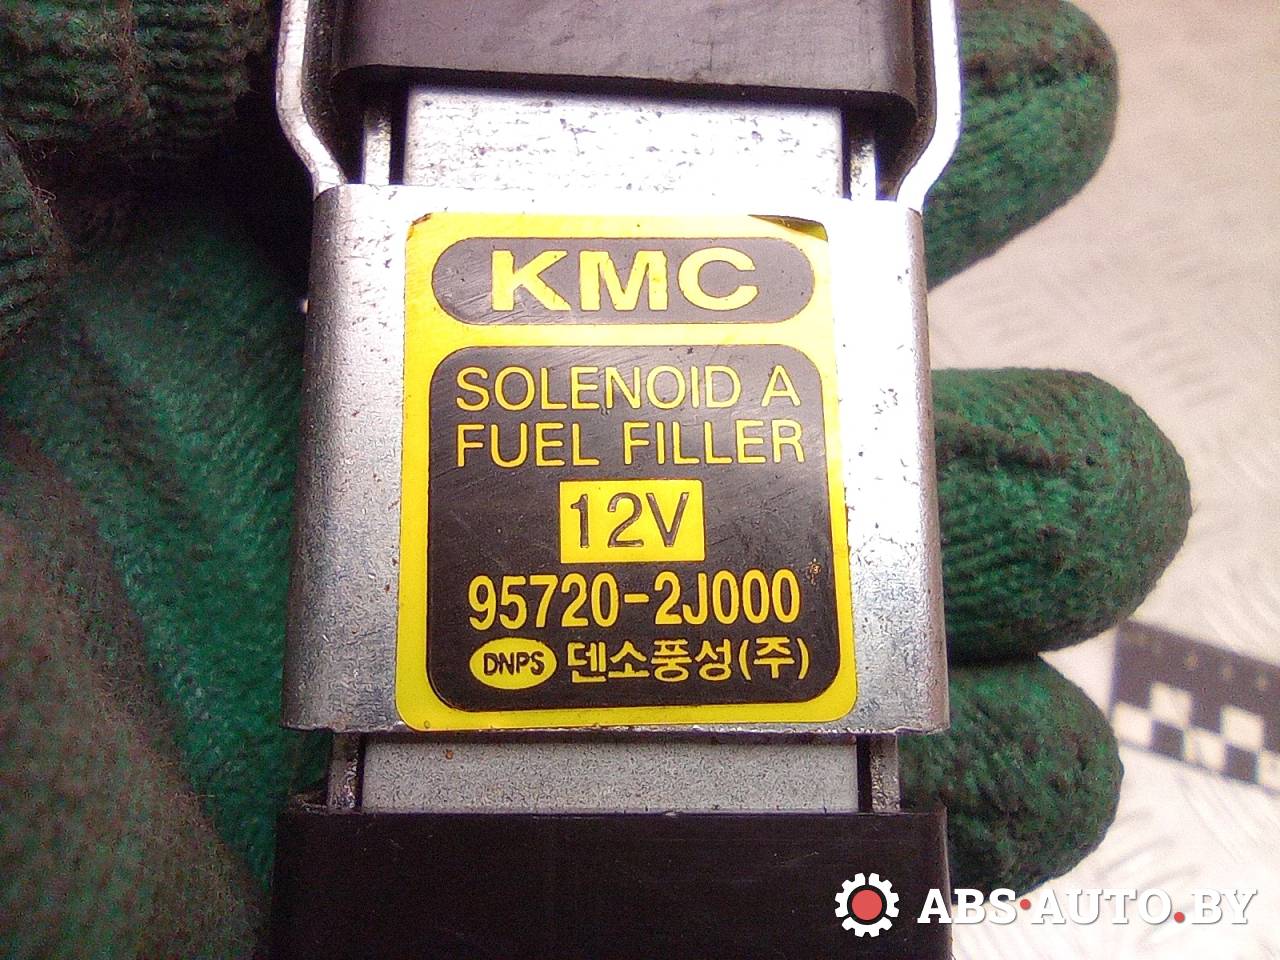 KMC
SOLENOID A
FUEL FILLER
12V
95720-2J000
DNPS 덴소풍성(주)
ABS·AUTO.BY